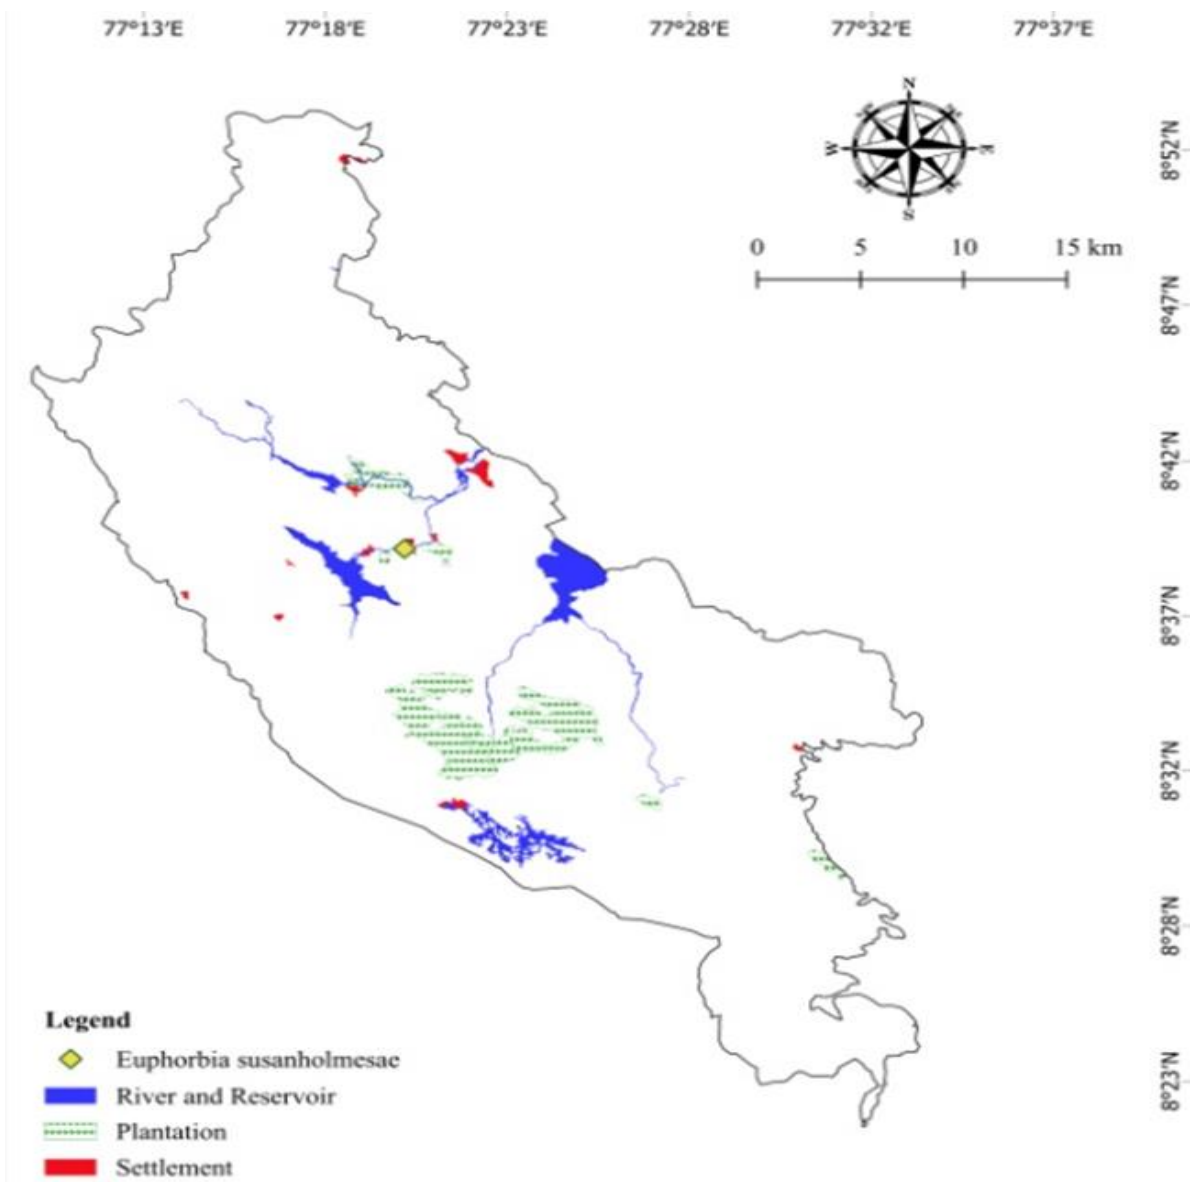 77°13′E 77°18′E 77°23′E 77°28′E 77°32′E 77°37′E
N
W E
S
0 5 10 15 km
8°52′N
8°47′N
8°42′N
8°37′N
8°32′N
8°28′N
8°23′N
Legend
Euphorbia susanholmesae
River and Reservoir
Plantation
Settlement